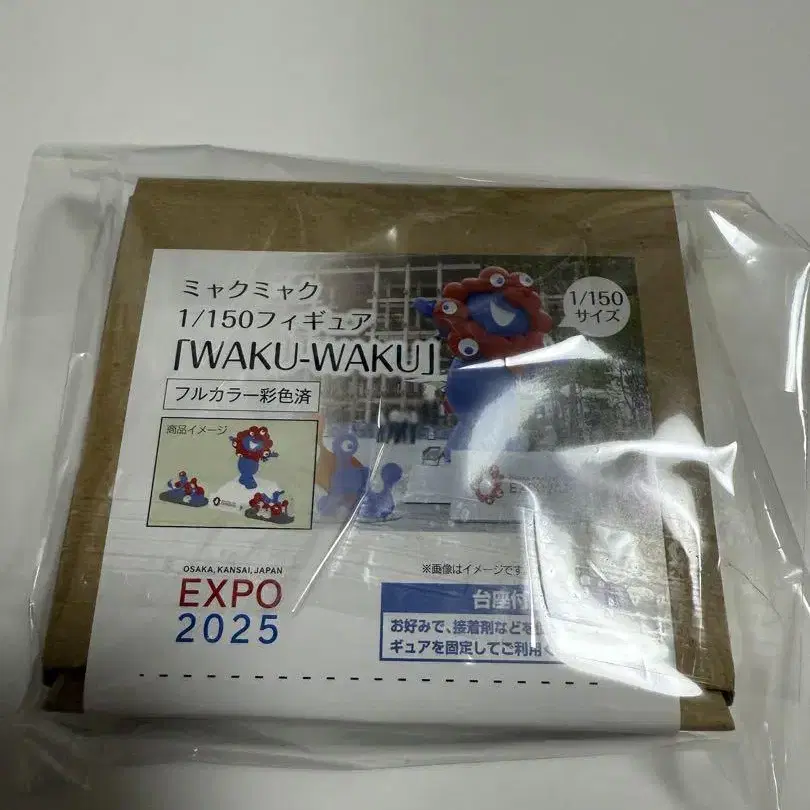 ミャクミャク
1/150フィギュア
「WAKU-WAKU」
フルカラー彩色済
1/150
サイズ
商品イメージ
OSAKA, KANSAI, JAPAN
EXPO
2025
※画像はイメージです
台座付
お好みで、接着剤などを
ギュアを固定してご利用